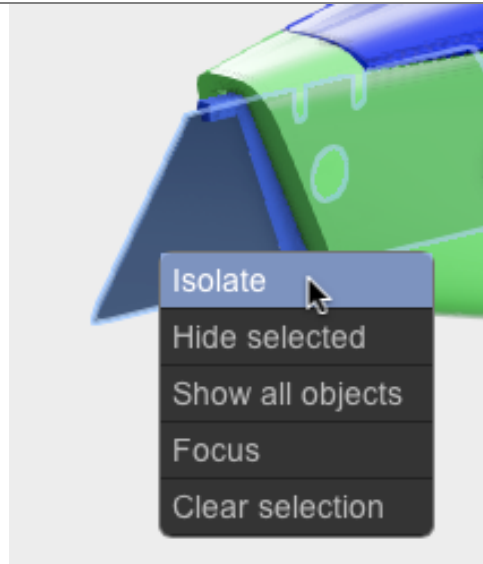 Isolate
Hide selected
Show all objects
Focus
Clear selection